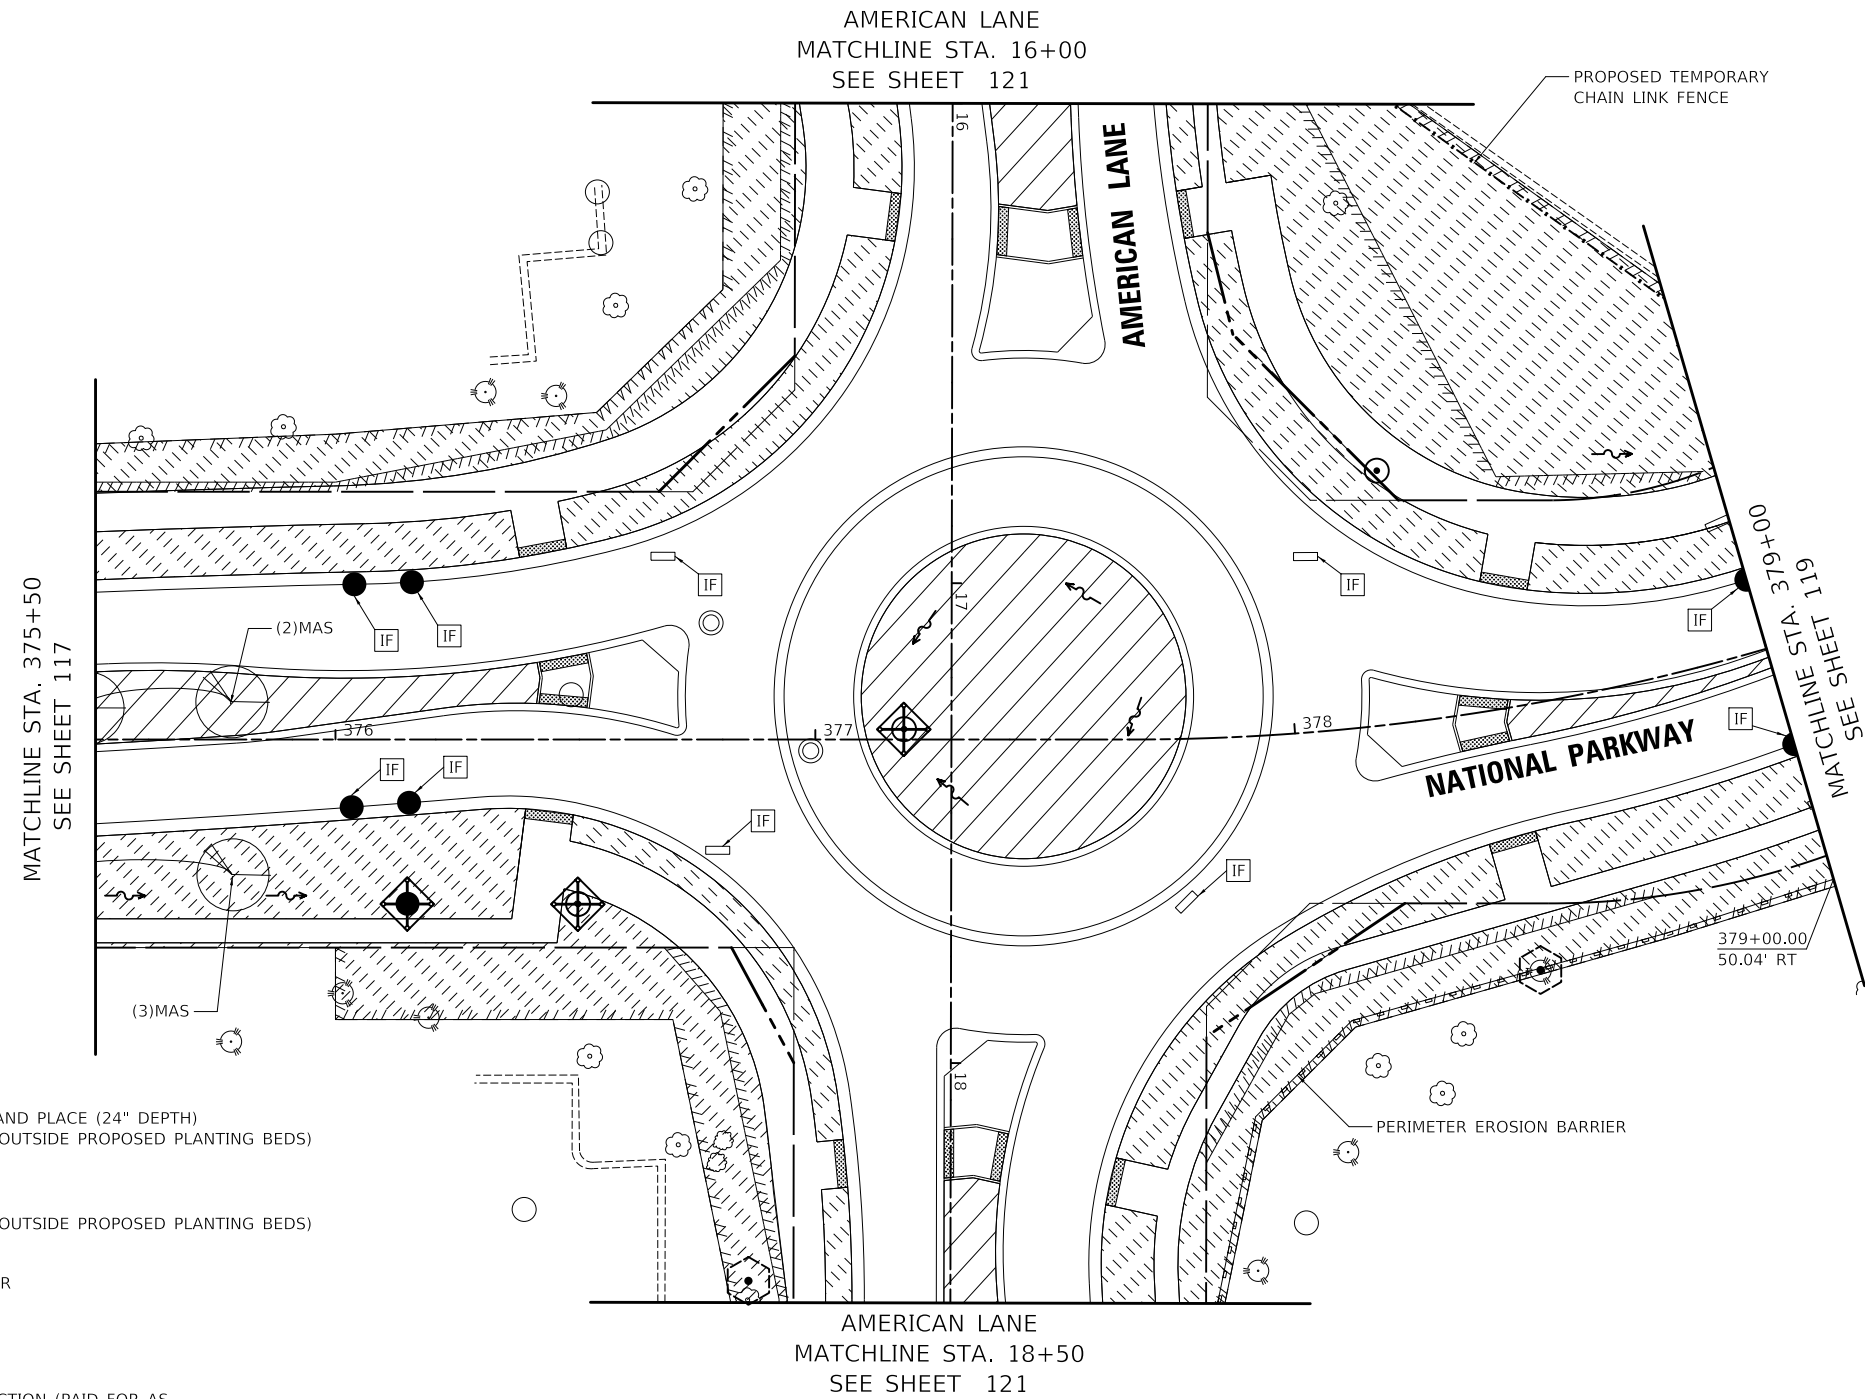 AMERICAN LANE
MATCHLINE STA. 16+00
SEE SHEET 121
PROPOSED TEMPORARY
CHAIN LINK FENCE
16
AMERICAN LANE
MATCHLINE STA. 375+50
SEE SHEET 117
IF
IF
IF
IF
IF
(2)MAS
17
376
377
378
MATCHLINE STA. 379+00
SEE SHEET 119
IF
NATIONAL PARKWAY
IF
IF
IF
IF
379+00.00
50.04' RT
(3)MAS
18
AND PLACE (24" DEPTH)
OUTSIDE PROPOSED PLANTING BEDS)
PERIMETER EROSION BARRIER
OUTSIDE PROPOSED PLANTING BEDS)
R
AMERICAN LANE
MATCHLINE STA. 18+50
SEE SHEET 121
CTION (PAID FOR AS